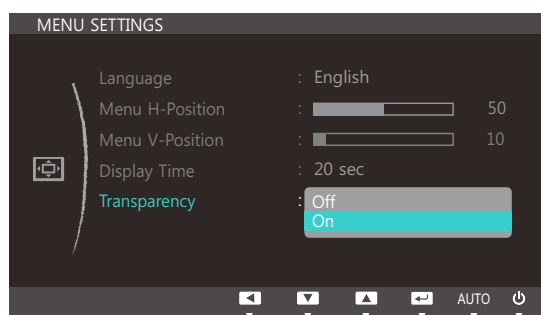 MENU SETTINGS
Language : English
Menu H-Position : 50
Menu V-Position : 10
Display Time : 20 sec
Transparency : Off
On
AUTO